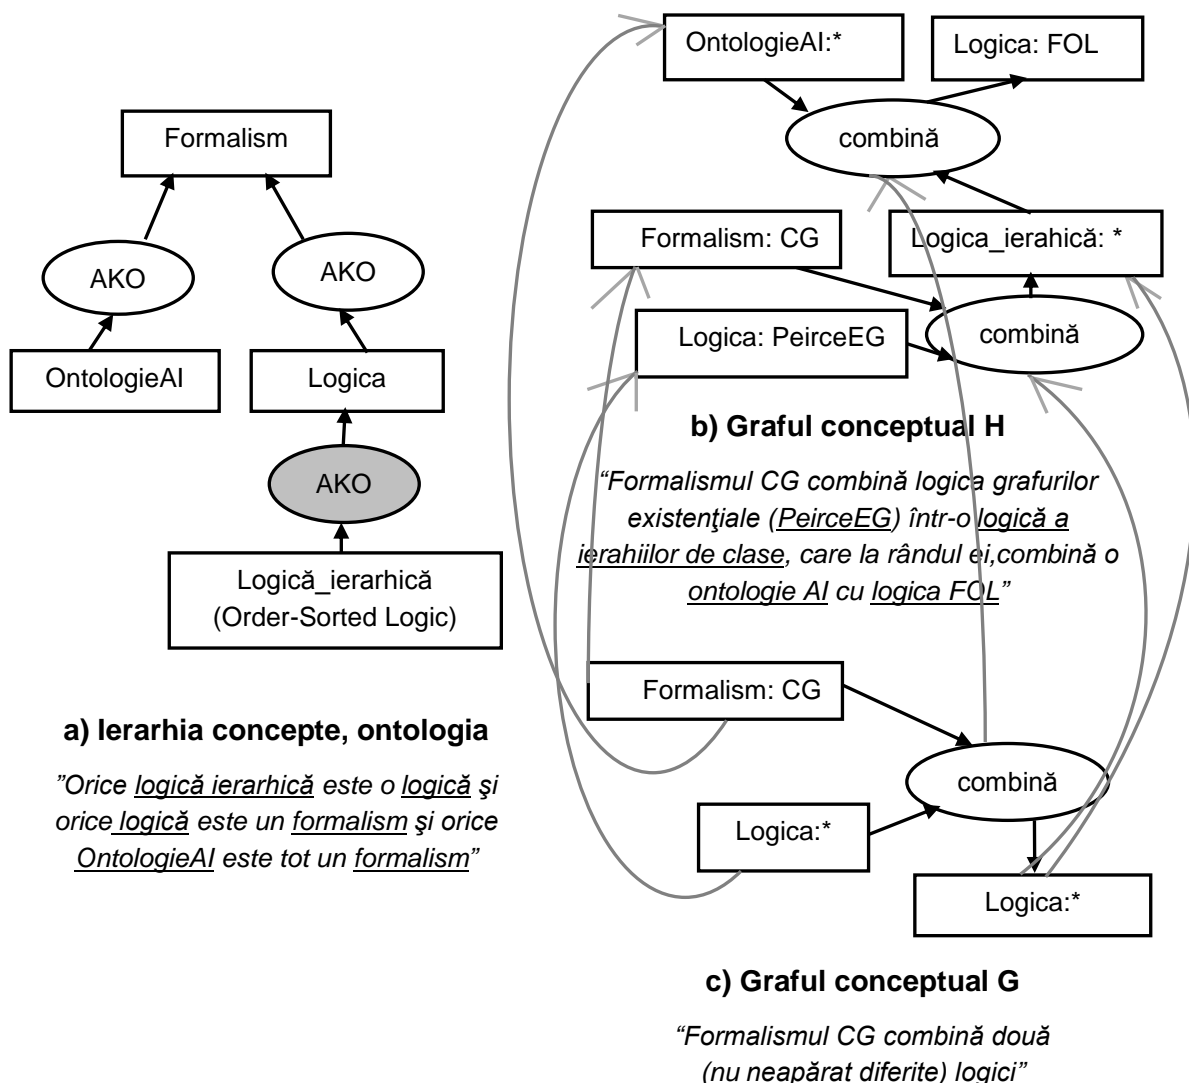 Formalism
AKO
AKO
OntologieAI
Logica
AKO
Logică_ierarhică
(Order-Sorted Logic)
a) Ierarhia concepte, ontologia
”Orice logică ierarhică este o logică şi
orice logică este un formalism şi orice
OntologieAI este tot un formalism”
OntologieAI:*
Logica: FOL
combină
Formalism: CG
Logica_ierahică: *
Logica: PeirceEG
combină
b) Graful conceptual H
“Formalismul CG combină logica grafurilor
existenţiale (PeirceEG) într-o logică a
ierahiilor de clase, care la rândul ei,combină o
ontologie AI cu logica FOL”
Formalism: CG
combină
Logica:*
Logica:*
c) Graful conceptual G
“Formalismul CG combină două
(nu neapărat diferite) logici”